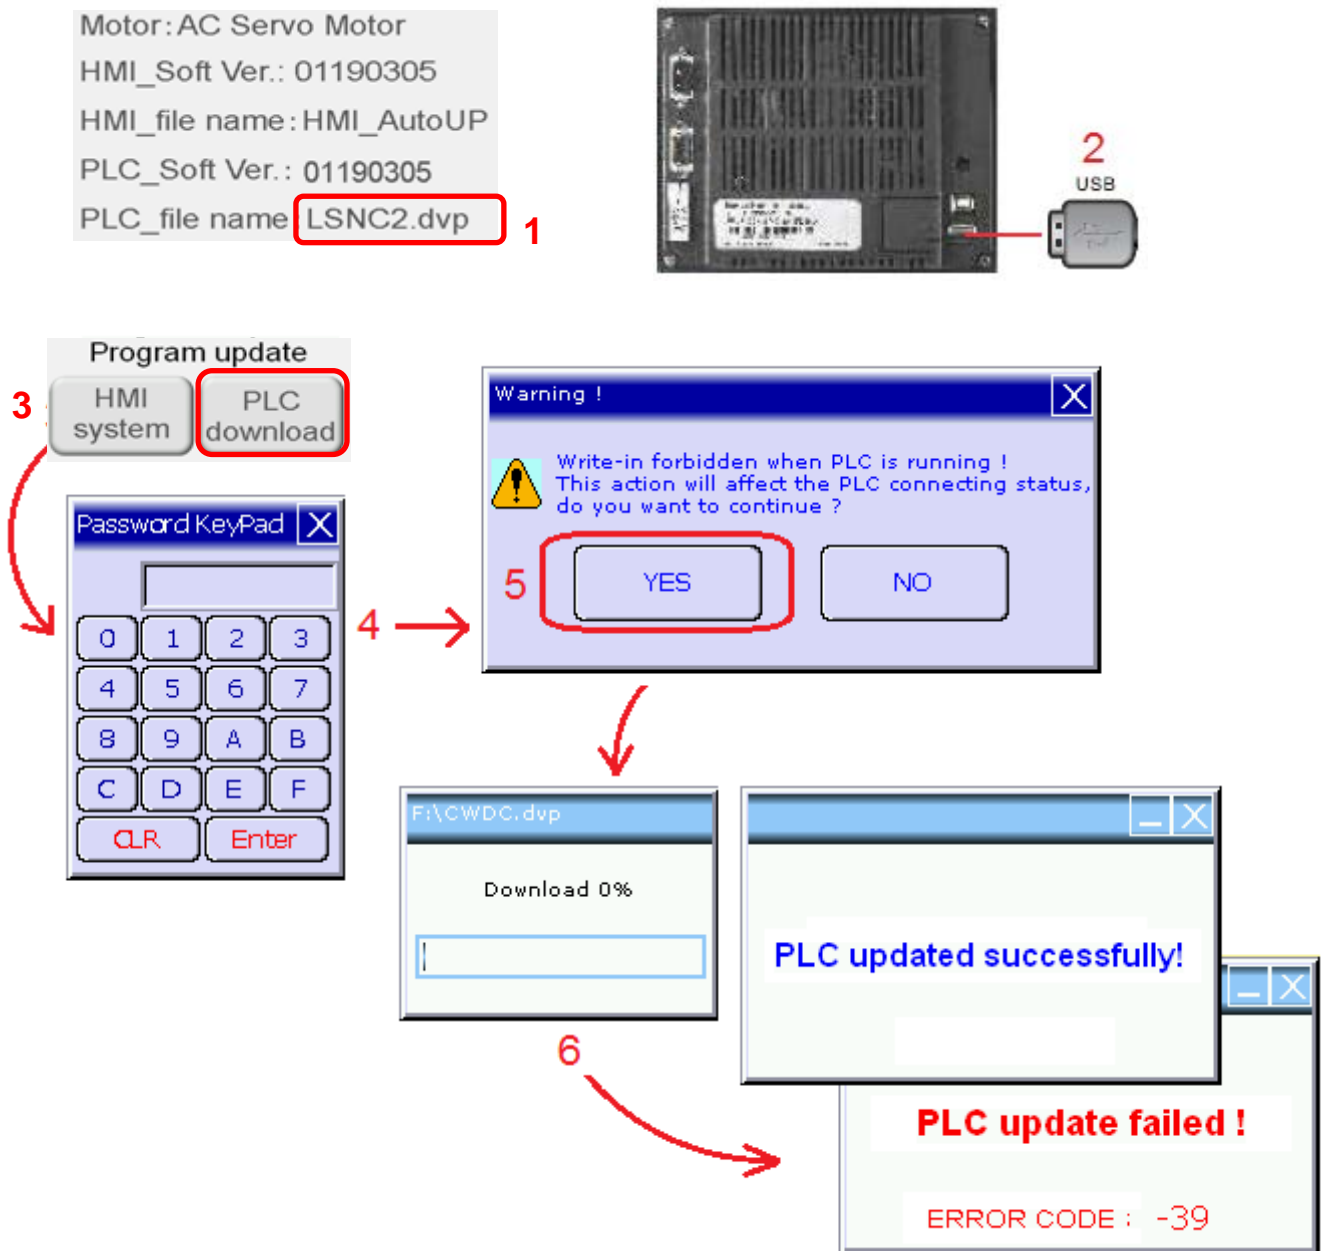 Motor:AC Servo Motor
HMI_Soft Ver.: 01190305
HMI_file name:HMI_AutoUP
PLC_Soft Ver.: 01190305
PLC_file name:LSNC2.dvp
1
2
USB
Program update
3
HMI system
PLC download
Password KeyPad X
0 1 2 3
4 5 6 7
8 9 A B
C D E F
CLR Enter
4
Warning ! X
Write-in forbidden when PLC is running !
This action will affect the PLC connecting status,
do you want to continue ?
5
YES NO
F:\CWDC.dvp
Download 0%
6
PLC updated successfully!
PLC update failed !
ERROR CODE : -39